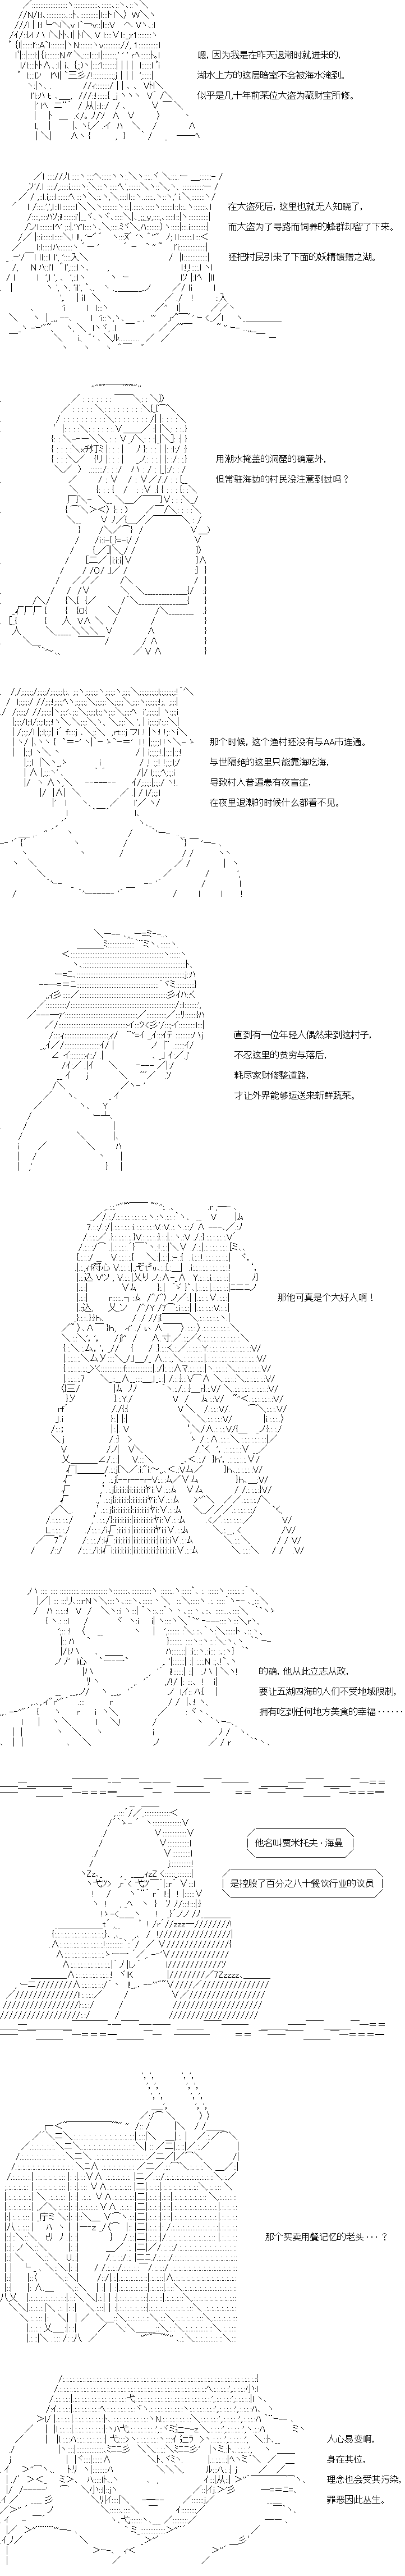 嗯，因为我是在昨天退潮时就进来的。
湖水上方的这层暗室不会被海水淹到。
似乎是几十年前某位大盗为藏财宝所修。
在大盗死后，这里也就无人知晓了，
而大盗为了寻路而饲养的蜂群却留了下来。
还把村民引来了下面的妖精馈赠之湖。
用潮水掩盖的洞窟的确意外，
但常驻海边的村民没注意到过吗？
那个时候，这个渔村还没有与AA市连通。
与世隔绝的这里只能靠海吃海，
导致村人普遍患有夜盲症，
在夜里退潮的时候什么都看不见。
直到有一位年轻人偶然来到这村子，
不忍这里的贫穷与落后，
耗尽家财修整道路，
才让外界能够运送来新鲜蔬菜。
那他可真是个大好人啊！
的确，他从此立志从政，
要让五湖四海的人们不受地域限制，
拥有吃到任何地方美食的幸福······
他名叫贾米托夫·海曼
是控股了百分之八十餐饮行业的议员
那个买卖用餐记忆的老头···？
人心易变啊，
身在其位，
理念也会受其污染，
罪恶因此丛生。